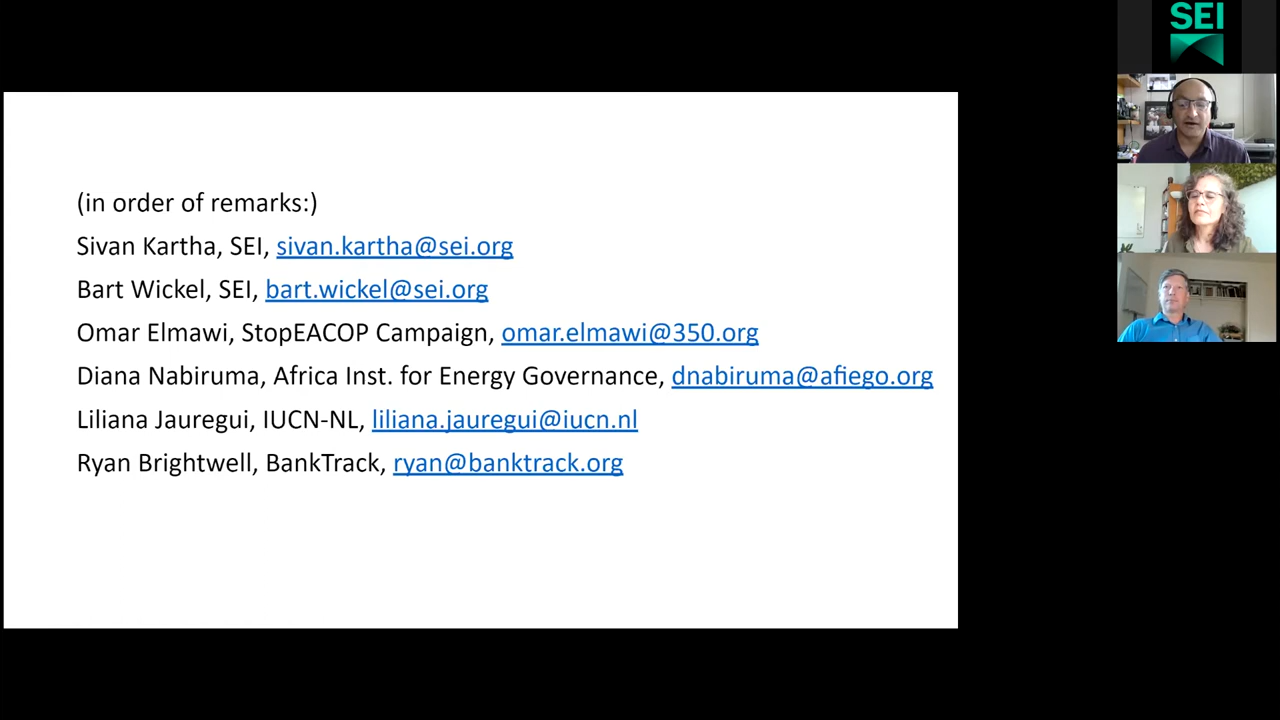 (in order of remarks:)
Sivan Kartha, SEI, sivan.kartha@sei.org
Bart Wickel, SEI, bart.wickel@sei.org
Omar Elmawi, StopEACOP Campaign, omar.elmawi@350.org
Diana Nabiruma, Africa Inst. for Energy Governance, dnabiruma@afiego.org
Liliana Jauregui, IUCN-NL, liliana.jauregui@iucn.nl
Ryan Brightwell, BankTrack, ryan@banktrack.org
SEI